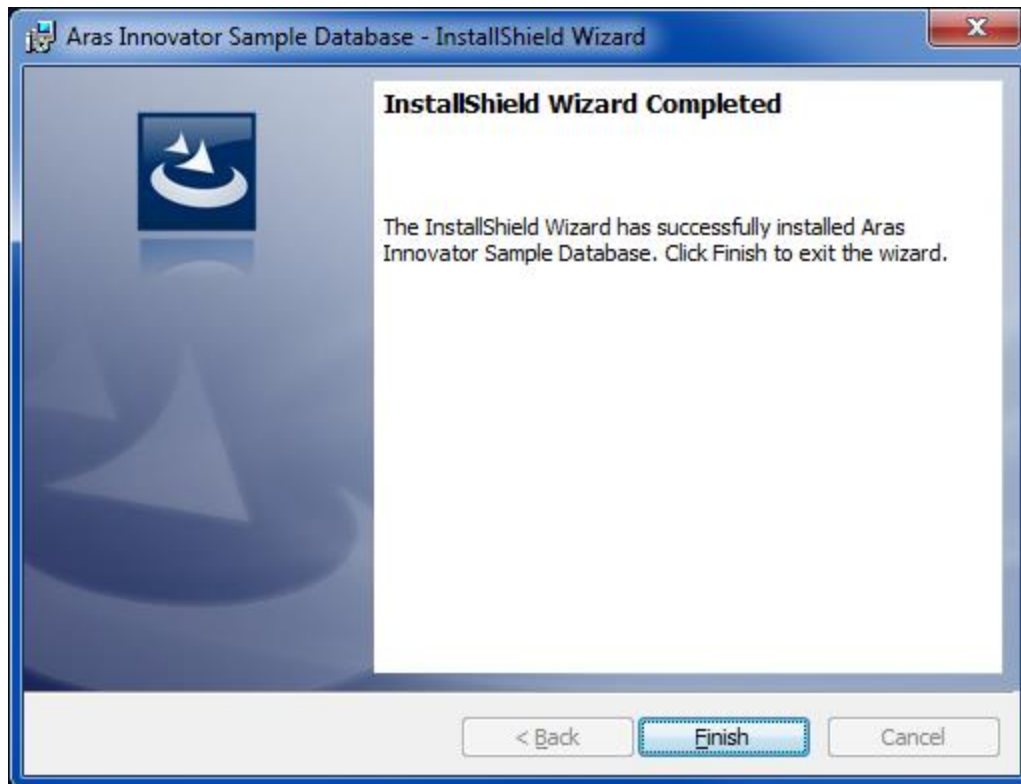 Aras Innovator Sample Database - InstallShield Wizard
InstallShield Wizard Completed
The InstallShield Wizard has successfully installed Aras
Innovator Sample Database. Click Finish to exit the wizard.
< Back
Finish
Cancel